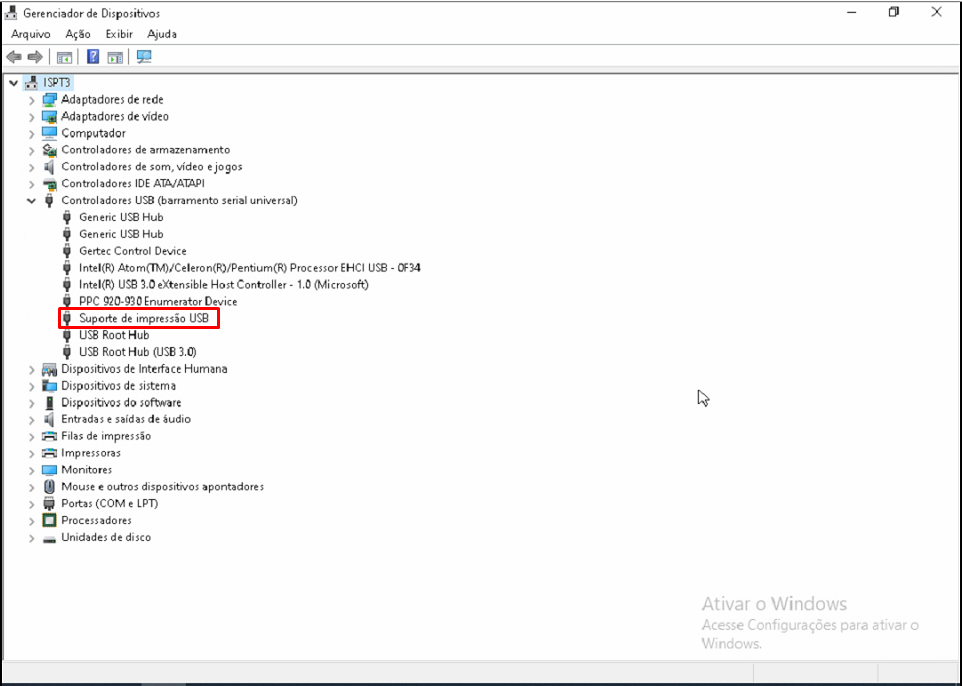 Gerenciador de Dispositivos
Arquivo Ação Exibir Ajuda
ISPT3
Adaptadores de rede
Adaptadores de vídeo
Computador
Controladores de armazenamento
Controladores de som, vídeo e jogos
Controladores IDE ATA/ATAPI
Controladores USB (barramento serial universal)
Generic USB Hub
Generic USB Hub
Gertec Control Device
Intel(R) Atom(TM)/Celeron(R)/Pentium(R) Processor EHCI USB - 0F34
Intel(R) USB 3.0 eXtensible Host Controller - 1.0 (Microsoft)
PPC 920-930 Enumerator Device
Suporte de impressão USB
USB Root Hub
USB Root Hub (USB 3.0)
Dispositivos de Interface Humana
Dispositivos de sistema
Dispositivos do software
Entradas e saídas de áudio
Filas de impressão
Impressoras
Monitores
Mouse e outros dispositivos apontadores
Portas (COM e LPT)
Processadores
Unidades de disco
Ativar o Windows
Acesse Configurações para ativar o
Windows.